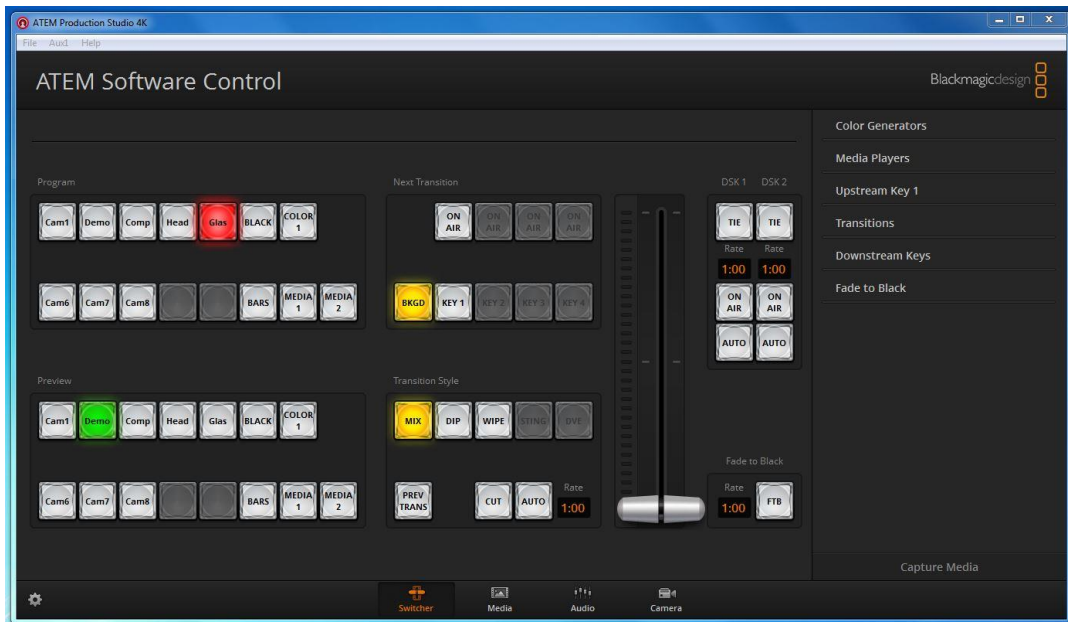 ATEM Production Studio 4K
File Aux1 Help
ATEM Software Control
Blackmagicdesign
Program
Cam1 Demo Comp Head Glas BLACK COLOR 1
Cam6 Cam7 Cam8 BARS MEDIA 1 MEDIA 2
Next Transition
ON AIR ON AIR ON AIR ON AIR
BKGD KEY 1 KEY 2 KEY 3 KEY 4
DSK 1 DSK 2
TIE TIE
Rate Rate
1:00 1:00
ON AIR ON AIR
AUTO AUTO
Color Generators
Media Players
Upstream Key 1
Transitions
Downstream Keys
Fade to Black
Preview
Cam1 Demo Comp Head Glas BLACK COLOR 1
Cam6 Cam7 Cam8 BARS MEDIA 1 MEDIA 2
Transition Style
MIX DIP WIPE STING DVE
PREV TRANS CUT AUTO Rate 1:00
Fade to Black
Rate
1:00 FTB
Capture Media
Switcher Media Audio Camera